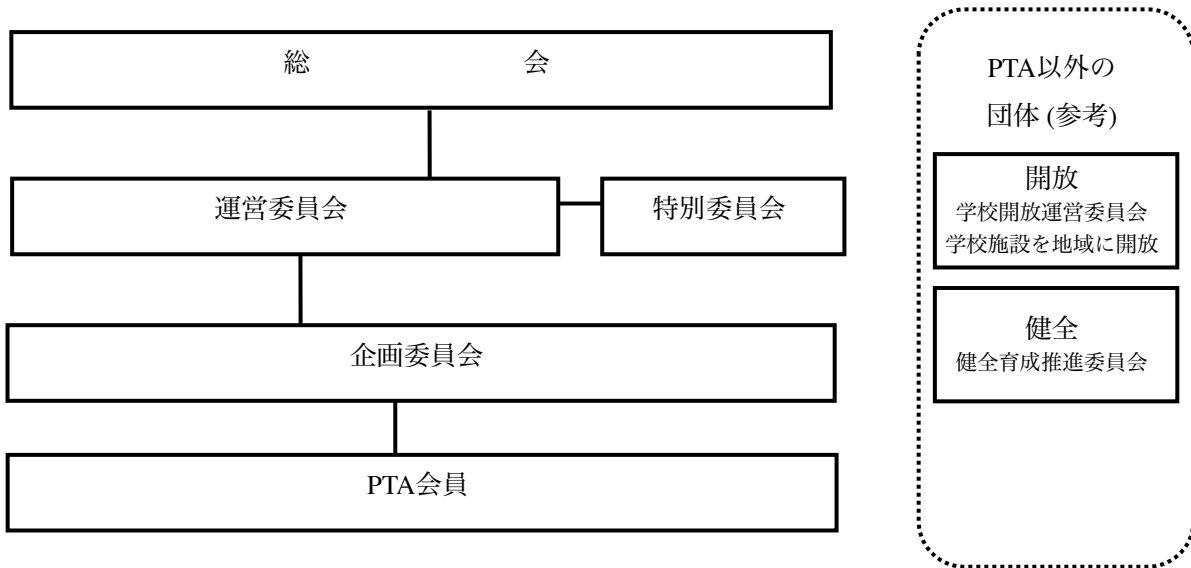 総 会
運営委員会
特別委員会
企画委員会
PTA会員
PTA以外の
団体 (参考)
開放
学校開放運営委員会
学校施設を地域に開放
健全
健全育成推進委員会